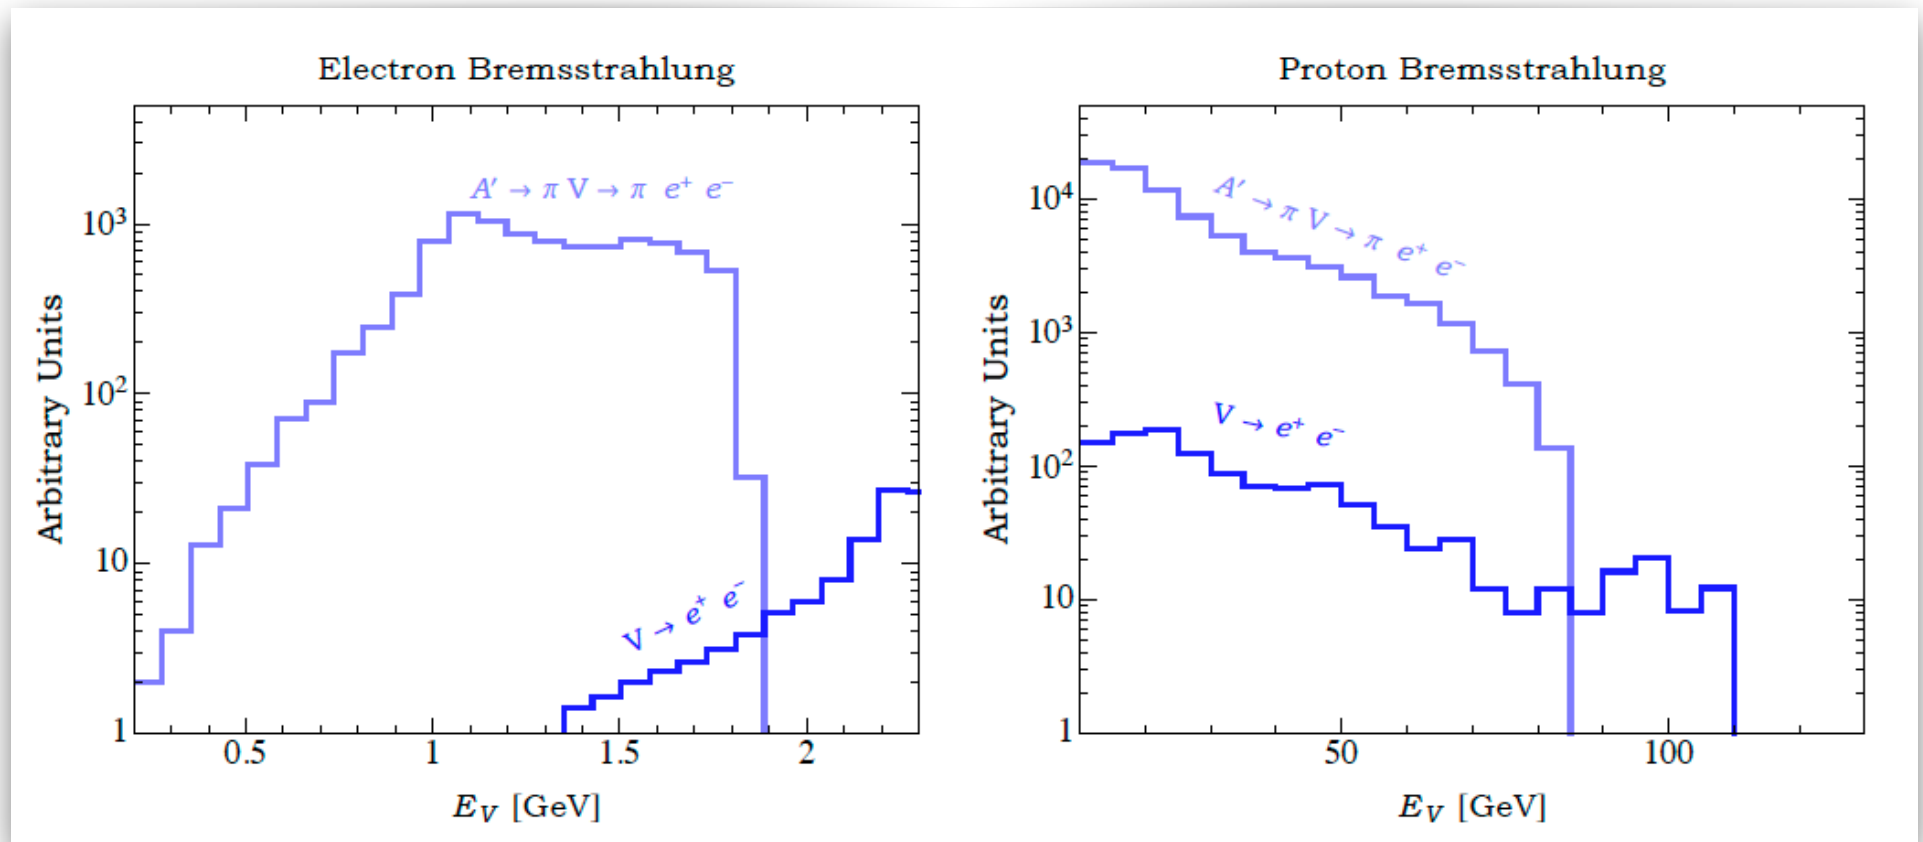 Electron Bremsstrahlung
A′ → π V → π e⁺ e⁻
V → e⁺ e⁻
Arbitrary Units
10³
10²
10
1
0.5 1 1.5 2
E_V [GeV]
Proton Bremsstrahlung
A′ → π V → π e⁺ e⁻
V → e⁺ e⁻
Arbitrary Units
10⁴
10³
10²
10
1
50 100
E_V [GeV]